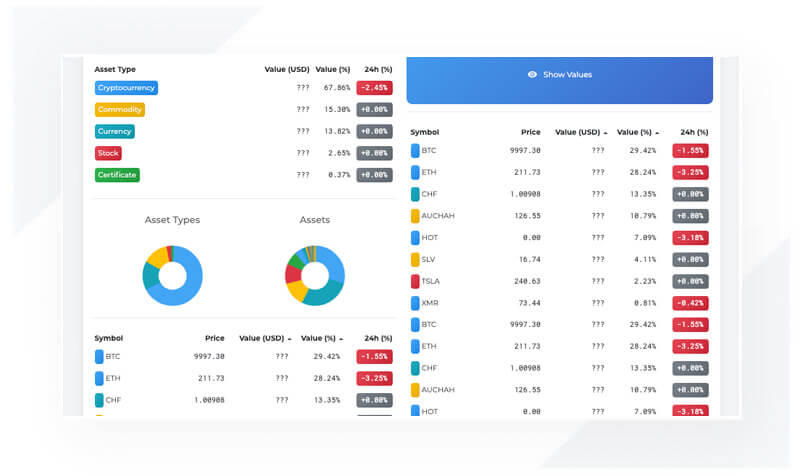 Asset Type Value (USD) Value (%) 24h (%)
Cryptocurrency ??? 67.86% -2.45%
Commodity ??? 15.30% +0.00%
Currency ??? 13.82% +0.00%
Stock ??? 2.65% +0.00%
Certificate ??? 0.37% +0.00%
Asset Types Assets
Symbol Price Value (USD) Value (%) 24h (%)
BTC 9997.30 ??? 29.42% -1.55%
ETH 211.73 ??? 28.24% -3.25%
CHF 1.00908 ??? 13.35% +0.00%
Show Values
Symbol Price Value (USD) Value (%) 24h (%)
BTC 9997.30 ??? 29.42% -1.55%
ETH 211.73 ??? 28.24% -3.25%
CHF 1.00908 ??? 13.35% +0.00%
AUCHAH 126.55 ??? 10.79% +0.00%
HOT 0.00 ??? 7.09% -3.18%
SLV 16.74 ??? 4.11% +0.00%
TSLA 240.63 ??? 2.23% +0.00%
XMR 73.44 ??? 0.81% -0.42%
BTC 9997.30 ??? 29.42% -1.55%
ETH 211.73 ??? 28.24% -3.25%
CHF 1.00908 ??? 13.35% +0.00%
AUCHAH 126.55 ??? 10.79% +0.00%
HOT 0.00 ??? 7.09% -3.18%